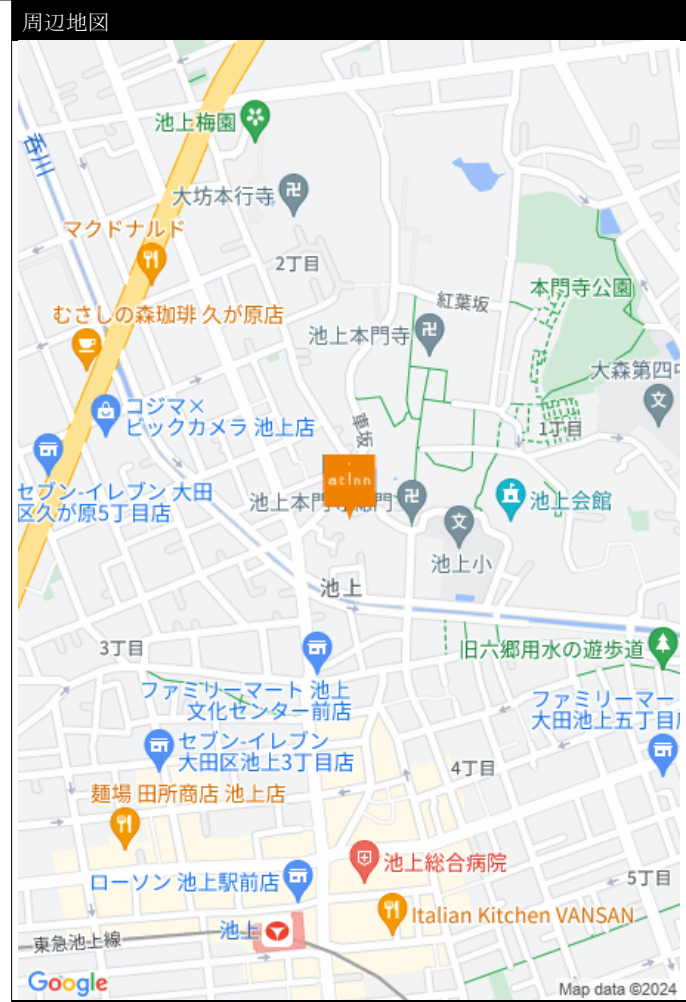 周辺地図
池上梅園
呑川
大坊本行寺
マクドナルド
2丁目
本門寺公園
紅葉坂
むさしの森珈琲 久が原店
池上本門寺
大森第四中
コジマ×
ビックカメラ 池上店
車坂
1丁目
at inn
セブン-イレブン 大田
区久が原5丁目店
池上本門寺総門
池上会館
池上小
池上
3丁目
旧六郷用水の遊歩道
ファミリーマート 池上
文化センター前店
ファミリーマー
大田池上五丁目店
セブン-イレブン
大田区池上3丁目店
4丁目
麺場 田所商店 池上店
池上総合病院
ローソン 池上駅前店
5丁目
Italian Kitchen VANSAN
池上
東急池上線
Google
Map data ©2024